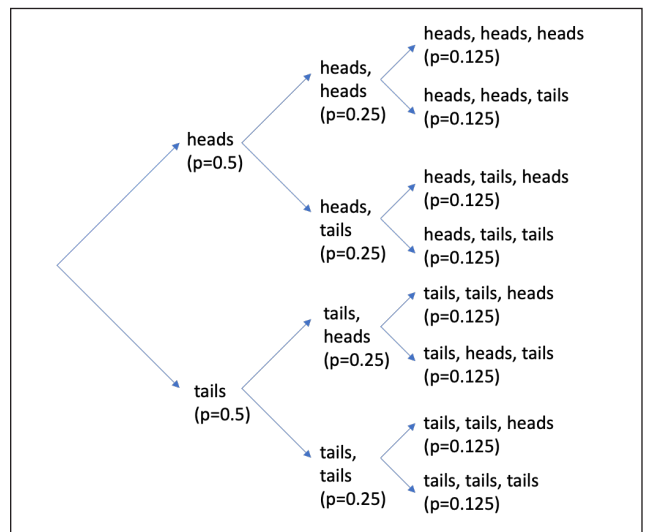 heads
(p=0.5)
tails
(p=0.5)
heads,
heads
(p=0.25)
heads,
tails
(p=0.25)
tails,
heads
(p=0.25)
tails,
tails
(p=0.25)
heads, heads, heads
(p=0.125)
heads, heads, tails
(p=0.125)
heads, tails, heads
(p=0.125)
heads, tails, tails
(p=0.125)
tails, tails, heads
(p=0.125)
tails, heads, tails
(p=0.125)
tails, tails, heads
(p=0.125)
tails, tails, tails
(p=0.125)